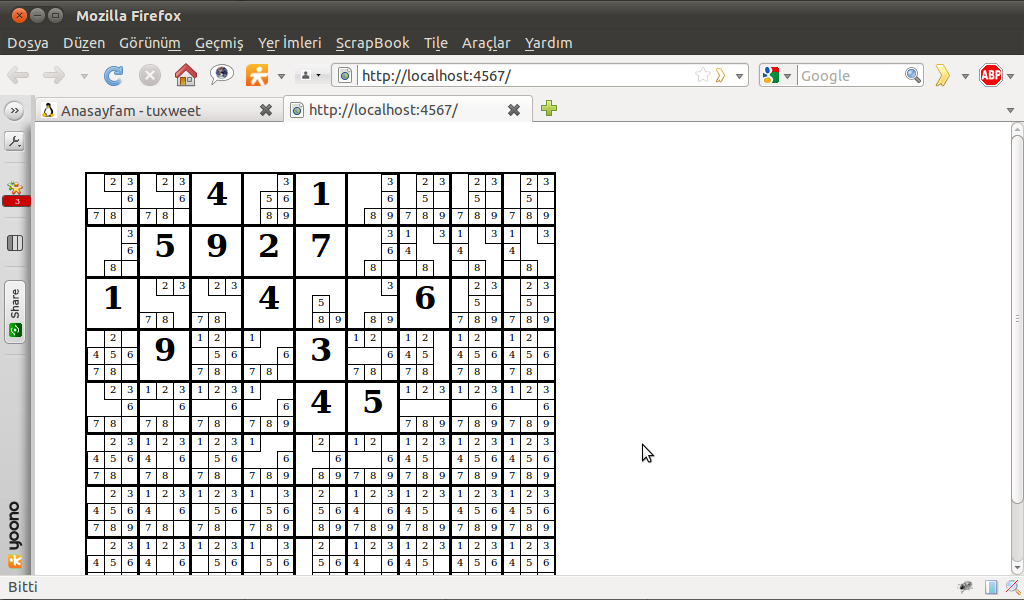 Mozilla Firefox
Dosya Düzen Görünüm Geçmiş Yer İmleri ScrapBook Tile Araçlar Yardım
http://localhost:4567/ Google ABP
Anasayfam - tuxweet http://localhost:4567/
3
Share
yoono
2 3 2 3 3 3 2 3 2 3 2 3
6 6 4 5 6 1 6 5 5 5
7 8 7 8 8 9 8 9 7 8 9 7 8 9 7 8 9
3 3 1 3 1 3 1 3
6 5 9 2 7 6 4 4 4
8 8 8 8 8
2 3 2 3 3 2 3 2 3
1 4 5 6 5 5
7 8 7 8 8 9 8 9 7 8 9 7 8 9
2 1 2 1 1 2 1 2 1 2 1 2
4 5 6 9 5 6 6 3 6 4 5 4 5 6 4 5 6
7 8 7 8 7 8 7 8 7 8 7 8 7 8
2 3 1 2 3 1 2 3 1 1 2 3 1 2 3 1 2 3
6 6 6 6 4 5 6 6
7 8 7 8 7 8 7 8 9 7 8 9 7 8 9 7 8 9
2 3 1 2 3 1 2 3 1 2 1 2 1 2 3 1 2 3 1 2 3
4 5 6 4 6 5 6 6 6 6 4 5 4 5 6 4 5 6
7 8 7 8 7 8 7 8 9 8 9 7 8 9 7 8 9 7 8 9 7 8 9
2 3 1 2 3 1 2 3 1 3 2 1 2 3 1 2 3 1 2 3 1 2 3
4 5 6 4 6 5 6 5 6 5 6 4 6 4 5 4 5 6 4 5 6
7 8 9 7 8 7 8 7 8 9 8 9 7 8 9 7 8 9 7 8 9 7 8 9
2 3 1 2 3 1 2 3 1 3 2 1 2 3 1 2 3 1 2 3 1 2 3
4 5 6 4 6 5 6 5 6 5 6 4 6 4 5 4 5 6 4 5 6
Bitti